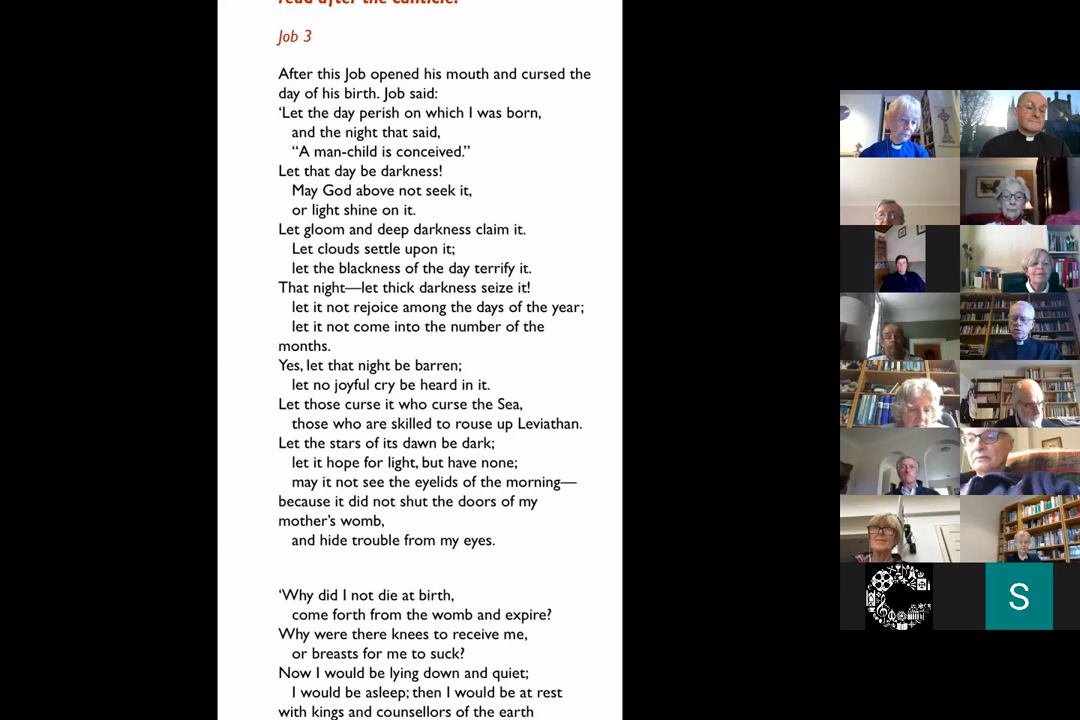 read after the canticle.
Job 3
After this Job opened his mouth and cursed the
day of his birth. Job said:
‘Let the day perish on which I was born,
and the night that said,
“A man-child is conceived.”
Let that day be darkness!
May God above not seek it,
or light shine on it.
Let gloom and deep darkness claim it.
Let clouds settle upon it;
let the blackness of the day terrify it.
That night—let thick darkness seize it!
let it not rejoice among the days of the year;
let it not come into the number of the
months.
Yes, let that night be barren;
let no joyful cry be heard in it.
Let those curse it who curse the Sea,
those who are skilled to rouse up Leviathan.
Let the stars of its dawn be dark;
let it hope for light, but have none;
may it not see the eyelids of the morning—
because it did not shut the doors of my
mother’s womb,
and hide trouble from my eyes.
‘Why did I not die at birth,
come forth from the womb and expire?
Why were there knees to receive me,
or breasts for me to suck?
Now I would be lying down and quiet;
I would be asleep; then I would be at rest
with kings and counsellors of the earth
S